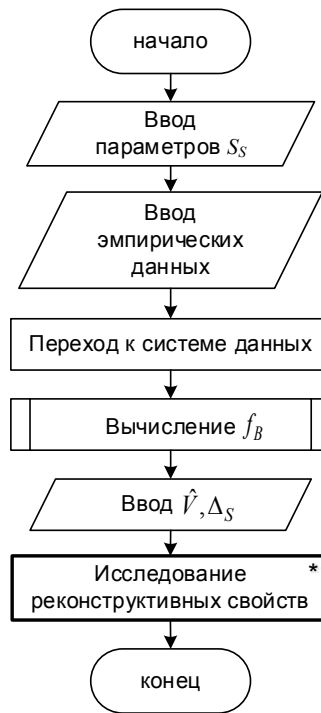 начало
Ввод
параметров S_S
Ввод
эмпирических
данных
Переход к системе данных
Вычисление f_B
Ввод V̂, Δ_S
Исследование *
реконструктивных свойств
конец